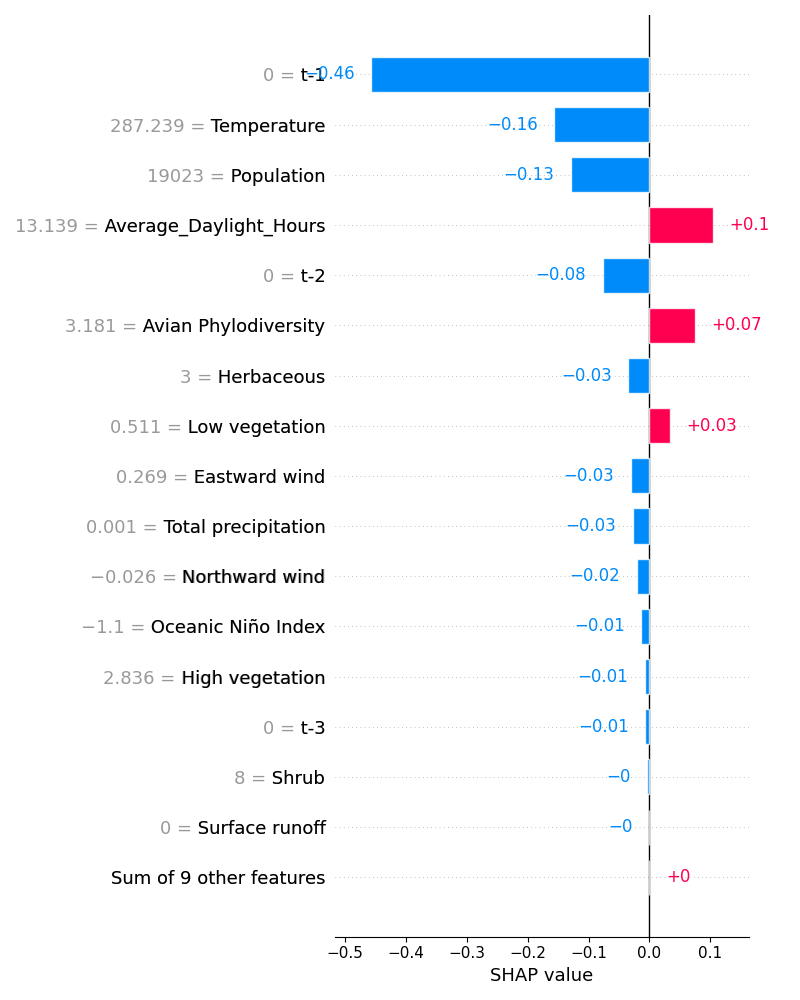 0 = t-1 −0.46
287.239 = Temperature −0.16
19023 = Population −0.13
13.139 = Average_Daylight_Hours +0.1
0 = t-2 −0.08
3.181 = Avian Phylodiversity +0.07
3 = Herbaceous −0.03
0.511 = Low vegetation +0.03
0.269 = Eastward wind −0.03
0.001 = Total precipitation −0.03
−0.026 = Northward wind −0.02
−1.1 = Oceanic Niño Index −0.01
2.836 = High vegetation −0.01
0 = t-3 −0.01
8 = Shrub −0
0 = Surface runoff −0
Sum of 9 other features +0
−0.5 −0.4 −0.3 −0.2 −0.1 0.0 0.1
SHAP value